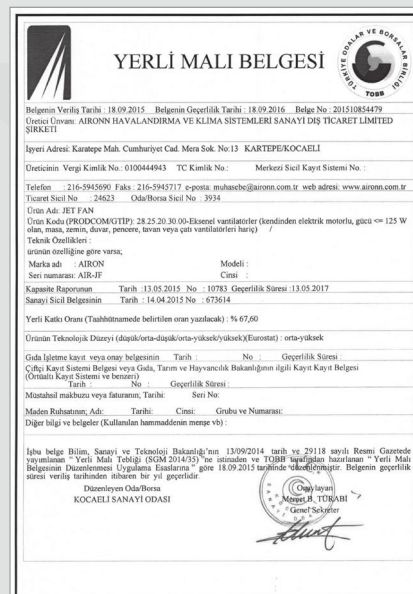 YERLİ MALI BELGESİ
TÜRKİYE ODALAR VE BORSALAR BİRLİĞİ
TOBB
Belgenin Veriliş Tarihi : 18.09.2015 Belgenin Geçerlilik Tarihi : 18.09.2016 Belge No : 201510854479
Üretici Ünvanı: AIRONN HAVALANDIRMA VE KLİMA SİSTEMLERİ SANAYİ DIŞ TİCARET LİMİTED
ŞİRKETİ
İşyeri Adresi: Karatepe Mah. Cumhuriyet Cad. Mera Sok. No:13 KARTEPE/KOCAELİ
Üreticinin Vergi Kimlik No.: 0100444943 TC Kimlik No.: Merkezi Sicil Kayıt Sistemi No. :
Telefon : 216-5945690 Faks : 216-5945717 e-posta: muhasebe@aironn.com.tr web adresi: www.aironn.com.tr
Ticaret Sicil No : 24623 Oda/Borsa Sicil No : 3934
Ürün Adı: JET FAN
Ürün Kodu (PRODCOM/GTİP): 28.25.20.30.00-Eksenel vantilatörler (kendinden elektrik motorlu, gücü <= 125 W
olan, masa, zemin, duvar, pencere, tavan veya çatı vantilatörleri hariç) /
Teknik Özellikleri :
ürünün özelliğine göre varsa;
Marka adı : AIRON Modeli :
Seri numarası: AIR-JF Cinsi :
Kapasite Raporunun Tarih :13.05.2015 No : 10783 Geçerlilik Süresi :13.05.2017
Sanayi Sicil Belgesinin Tarih : 14.04.2015 No : 673614
Yerli Katkı Oranı (Taahhütnamede belirtilen oran yazılacak) : % 67,60
Ürünün Teknolojik Düzeyi (düşük/orta-düşük/orta-yüksek/yüksek)(Eurostat) : orta-yüksek
Gıda İşletme kayıt veya onay belgesinin Tarih : No : Geçerlilik Süresi :
Çiftçi Kayıt Sistemi Belgesi veya Gıda, Tarım ve Hayvancılık Bakanlığının ilgili Kayıt Kayıt Belgesi
(Örtüaltı Kayıt Sistemi ve benzeri)
Tarih : No : Geçerlilik Süresi :
Müstahsil makbuzu veya faturanın; Tarihi: Seri No:
Maden Ruhsatının; Adı: Tarihi: Cinsi: Grubu ve Numarası:
Diğer bilgi ve belgeler (Kullanılan hammaddenin menşe vb) :
İşbu belge Bilim, Sanayi ve Teknoloji Bakanlığı'nın 13/09/2014 tarih ve 29118 sayılı Resmi Gazetede
yayımlanan " Yerli Malı Tebliği (SGM 2014/35) "ne istinaden ve TOBB tarafından hazırlanan " Yerli Malı
Belgesinin Düzenlenmesi Uygulama Esaslarına " göre 18.09.2015 tarihinde düzenlenmiştir. Belgenin geçerlilik
süresi veriliş tarihinden itibaren bir yıl geçerlidir.
Düzenleyen Oda/Borsa Onaylayan
KOCAELİ SANAYİ ODASI Memet B. TÜRABİ
Genel Sekreter